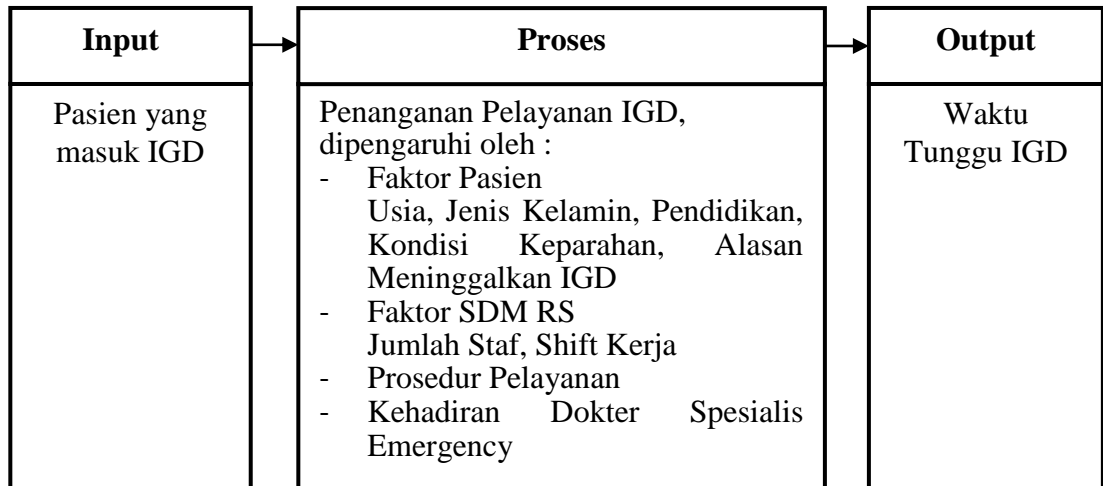 Input
Pasien yang
masuk IGD
Proses
Penanganan Pelayanan IGD,
dipengaruhi oleh :
- Faktor Pasien
Usia, Jenis Kelamin, Pendidikan,
Kondisi Keparahan, Alasan
Meninggalkan IGD
- Faktor SDM RS
Jumlah Staf, Shift Kerja
- Prosedur Pelayanan
- Kehadiran Dokter Spesialis
Emergency
Output
Waktu
Tunggu IGD